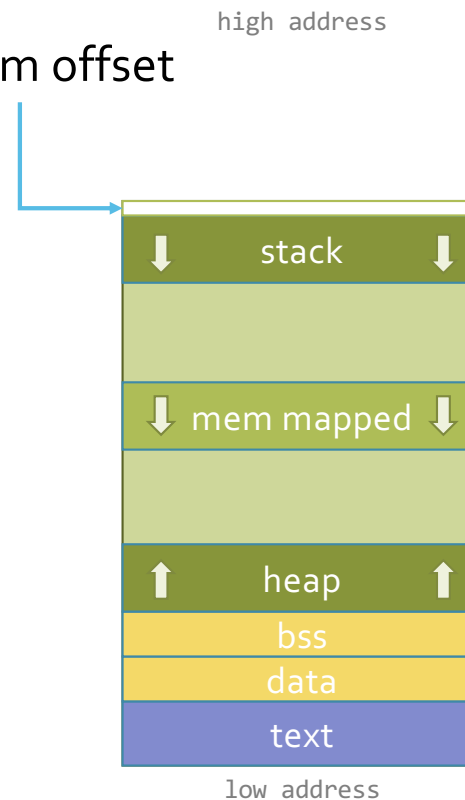 high address
m offset
stack
mem mapped
heap
bss
data
text
low address